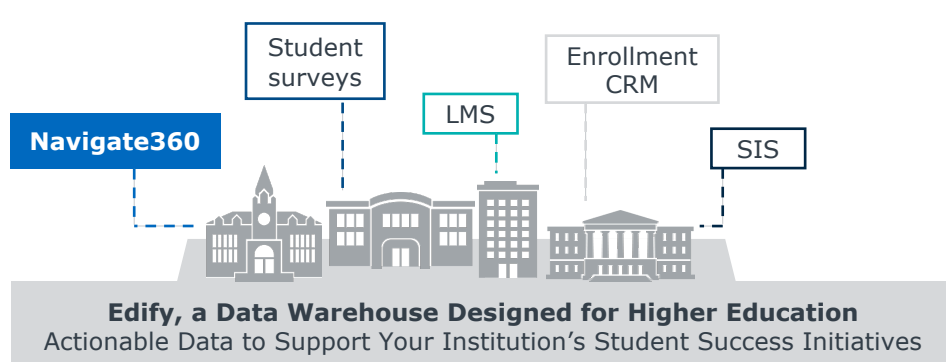 Student
surveys
Enrollment
CRM
LMS
Navigate360
SIS
Edify, a Data Warehouse Designed for Higher Education
Actionable Data to Support Your Institution’s Student Success Initiatives